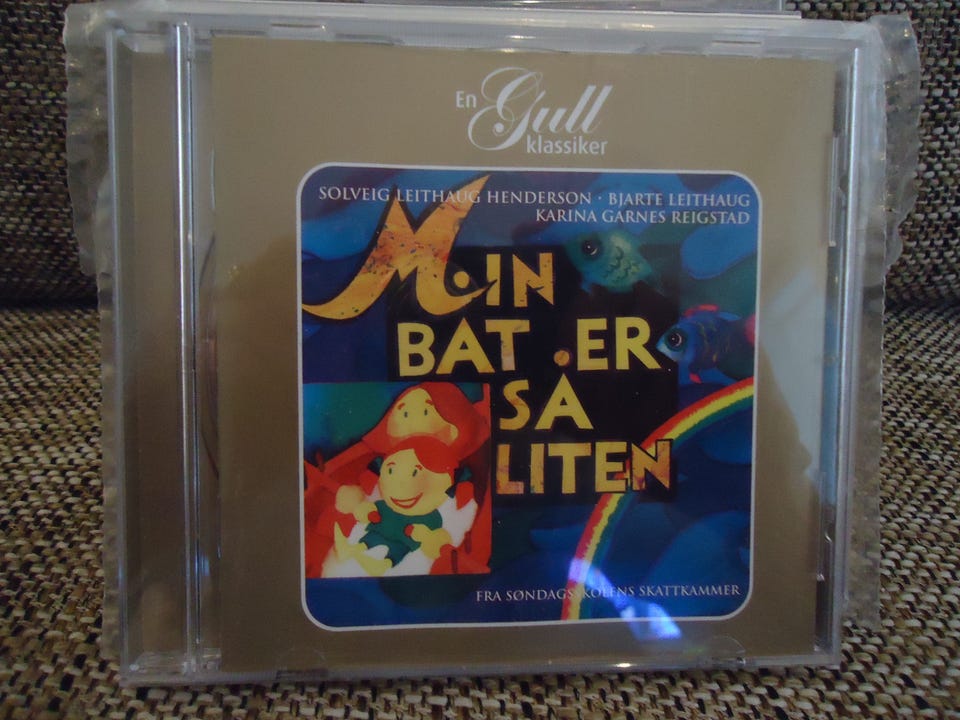 En
Gull
klassiker
SOLVEIG LEITHAUG HENDERSON · BJARTE LEITHAUG
KARINA GARNES REIGSTAD
MIN
BÅT ER
SÅ
LITEN
FRA SØNDAGSSKOLENS SKATTKAMMER